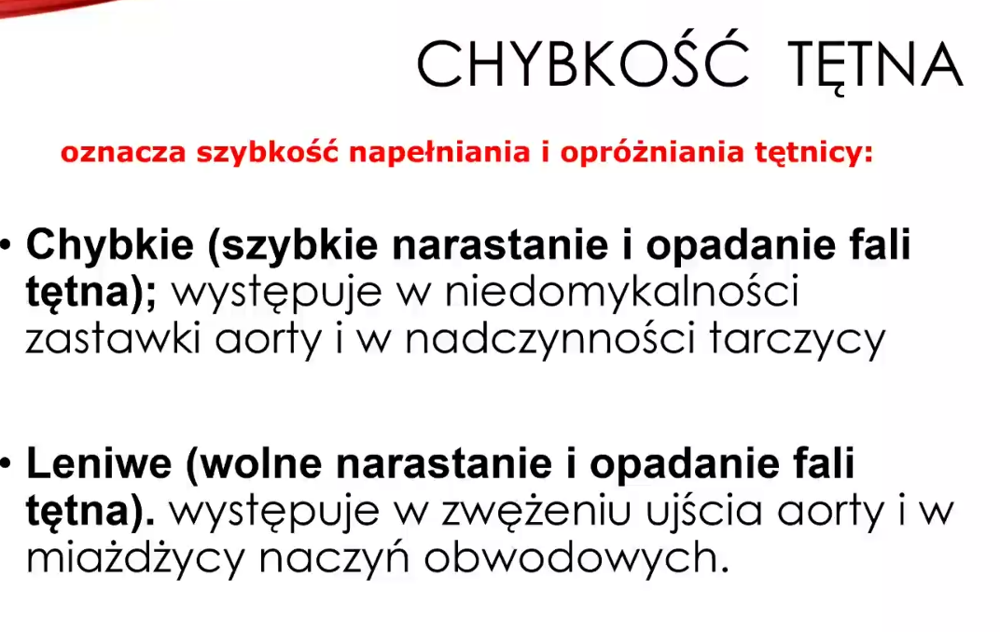 CHYBKOŚĆ TĘTNA
oznacza szybkość napełniania i opróżniania tętnicy:
• Chybkie (szybkie narastanie i opadanie fali
tętna); występuje w niedomykalności
zastawki aorty i w nadczynności tarczycy
• Leniwe (wolne narastanie i opadanie fali
tętna). występuje w zwężeniu ujścia aorty i w
miażdżycy naczyń obwodowych.